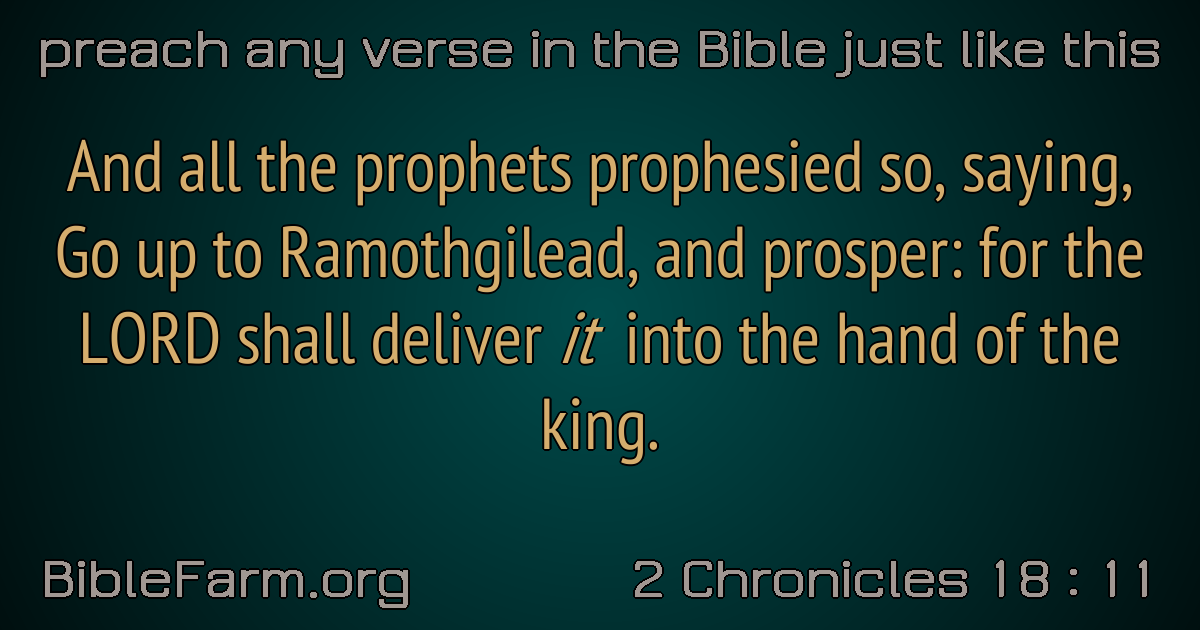 preach any verse in the Bible just like this
And all the prophets prophesied so, saying,
Go up to Ramothgilead, and prosper: for the
LORD shall deliver it into the hand of the
king.
BibleFarm.org
2 Chronicles 18 : 11